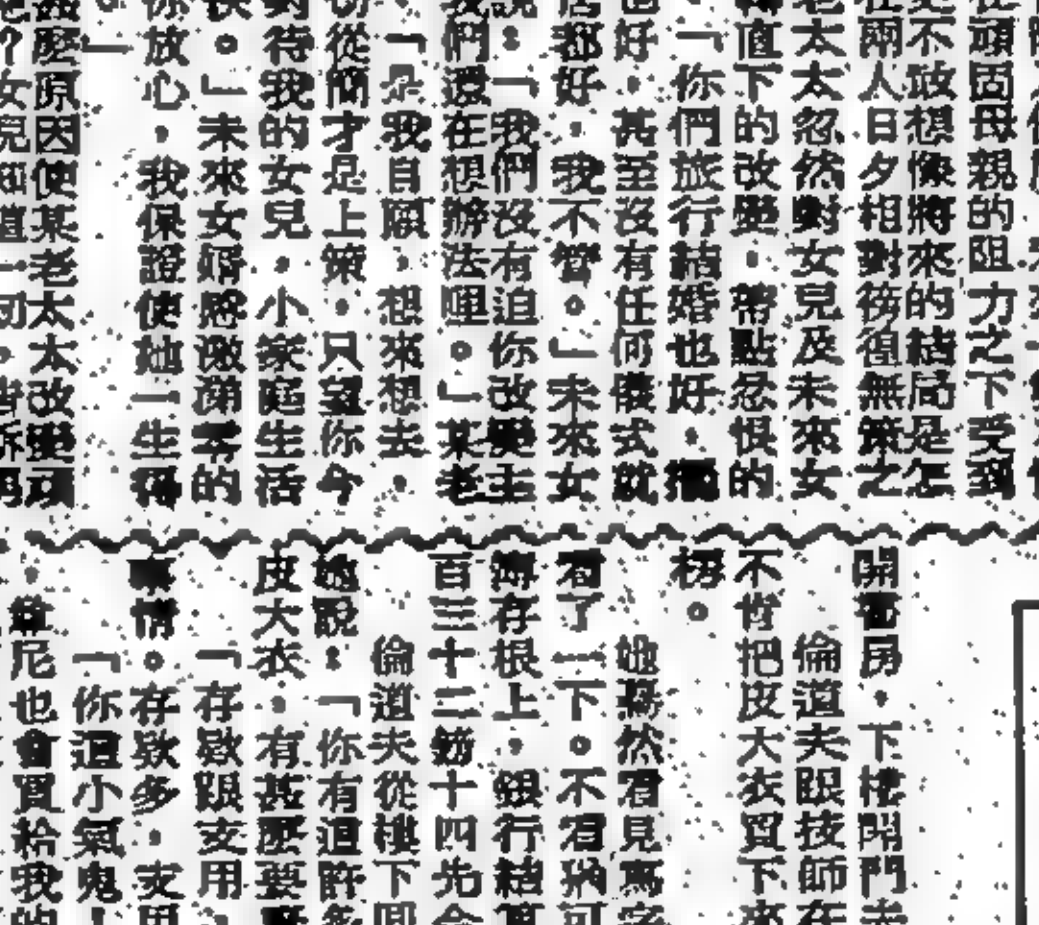 從頑固母親的阻力之下受到
更不敢想像將來的結局是怎
在兩人日夕相對徬徨無策之
老太太忽然對女兒及未來女
直下的改變,帶點忿恨的
「你們旅行結婚也好,
也好,甚至沒有任何儀式就
都好,我不管。」未來女
說:「我們沒有迫你改變主
我們還在想辦法哩。」某老
「是我自願,想來想去,
切從簡才是上策,只望你今
對待我的女兒,小家庭生活
快。」未來女婿感激涕零的
你放心,我保證使她一生得
」
甚麼原因使某老太太改變頑
開書房,下樓開門去
倫道夫眼技師在
不肯把皮大衣買下來
櫈。
她驀然看見寫字
看了一下。不看猶可
簿存根上,銀行結算
百三十二鎊十四先令
倫道夫從樓下回
她說:「你有這許多
皮大衣,有甚麼要
「存欵跟支用
事情。存欵多,支用
「你這小氣鬼!
雖尼也會買給我的